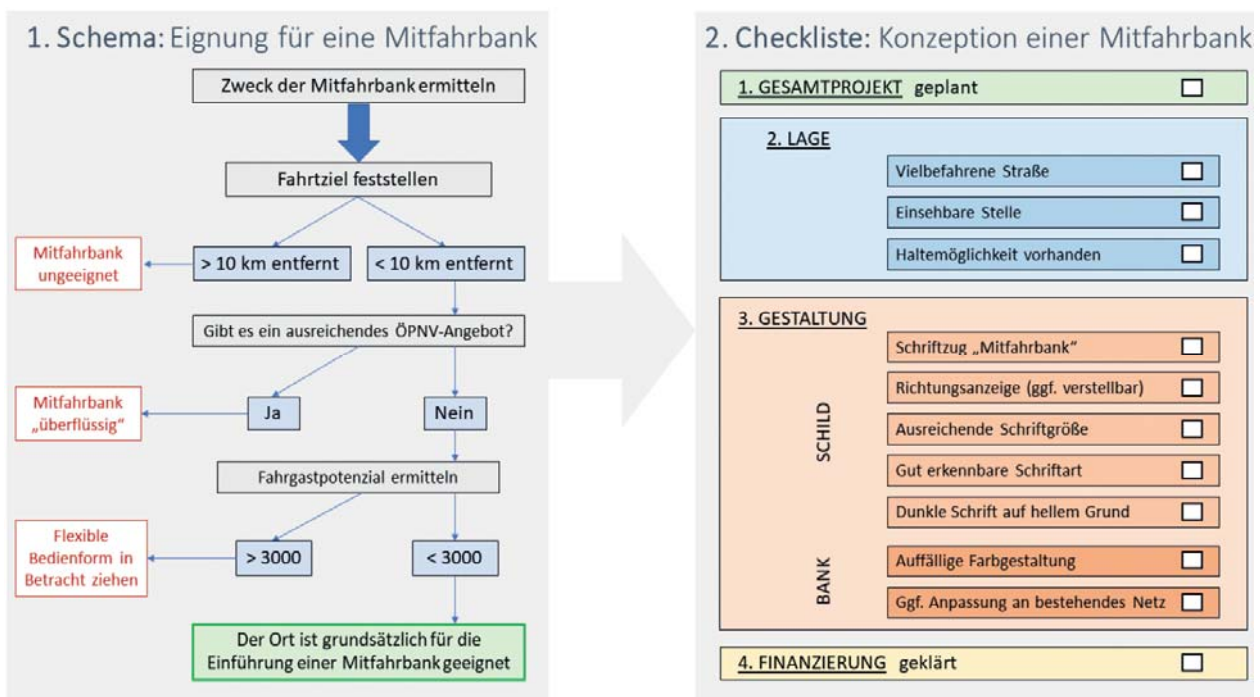 1. Schema: Eignung für eine Mitfahrbank
Zweck der Mitfahrbank ermitteln
Fahrtziel feststellen
Mitfahrbank
ungeeignet
> 10 km entfernt
< 10 km entfernt
Gibt es ein ausreichendes ÖPNV-Angebot?
Mitfahrbank
„überflüssig“
Ja
Nein
Fahrgastpotenzial ermitteln
Flexible
Bedienform in
Betracht ziehen
> 3000
< 3000
Der Ort ist grundsätzlich für die
Einführung einer Mitfahrbank geeignet
2. Checkliste: Konzeption einer Mitfahrbank
1. GESAMTPROJEKT geplant
2. LAGE
Vielbefahrene Straße
Einsehbare Stelle
Haltemöglichkeit vorhanden
3. GESTALTUNG
SCHILD
Schriftzug „Mitfahrbank“
Richtungsanzeige (ggf. verstellbar)
Ausreichende Schriftgröße
Gut erkennbare Schriftart
Dunkle Schrift auf hellem Grund
BANK
Auffällige Farbgestaltung
Ggf. Anpassung an bestehendes Netz
4. FINANZIERUNG geklärt